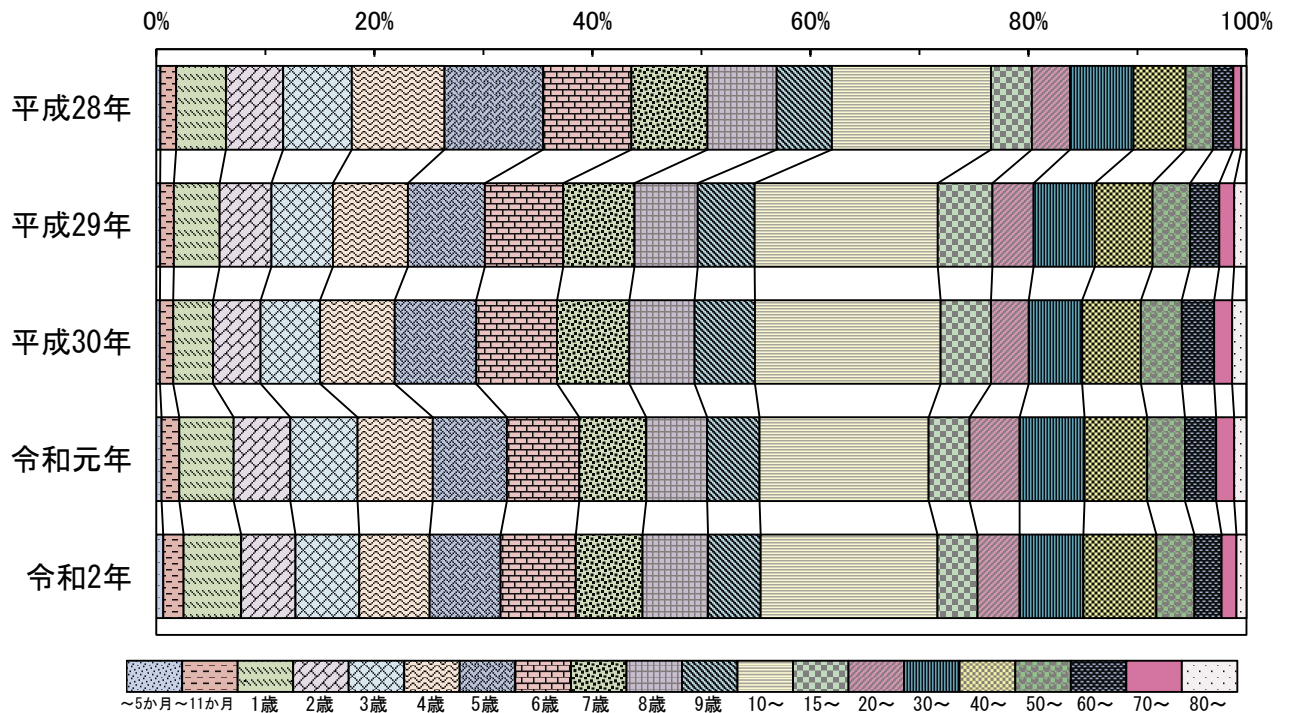 0% 20% 40% 60% 80% 100%
平成28年
平成29年
平成30年
令和元年
令和2年
～5か月 ～11か月 1歳 2歳 3歳 4歳 5歳 6歳 7歳 8歳 9歳 10～ 15～ 20～ 30～ 40～ 50～ 60～ 70～ 80～